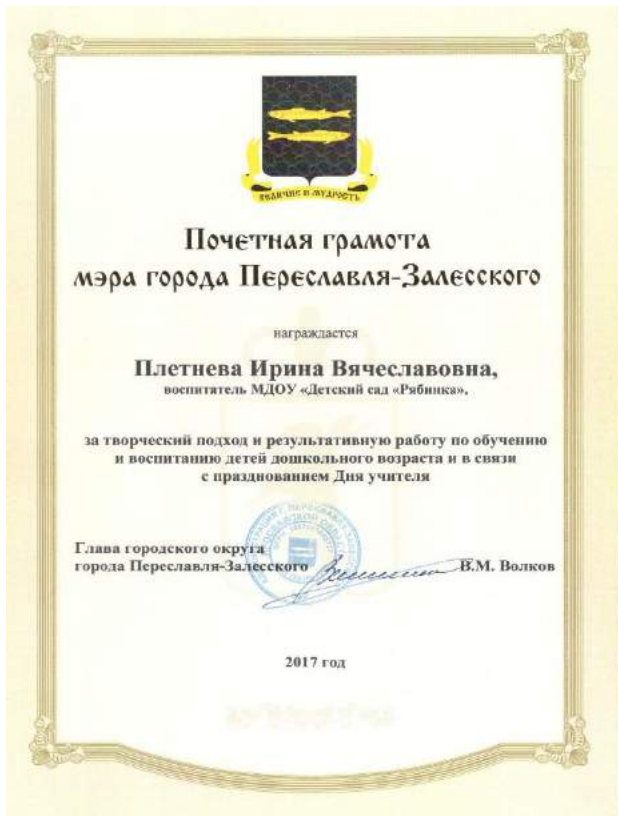 ВЕЛИЧИЕ И МУДРОСТЬ
Почетная грамота
мэра города Переславля-Залесского
награждается
Плетнева Ирина Вячеславовна,
воспитатель МДОУ «Детский сад «Рябинка»,
за творческий подход и результативную работу по обучению
и воспитанию детей дошкольного возраста и в связи
с празднованием Дня учителя
Глава городского округа
города Переславля-Залесского
В.М. Волков
2017 год